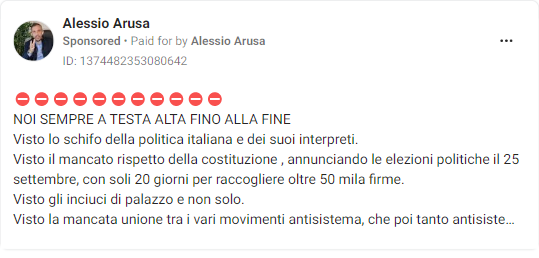 Alessio Arusa
Sponsored • Paid for by Alessio Arusa
ID: 1374482353080642
⛔⛔⛔⛔⛔⛔⛔⛔⛔⛔⛔
NOI SEMPRE A TESTA ALTA FINO ALLA FINE
Visto lo schifo della politica italiana e dei suoi interpreti.
Visto il mancato rispetto della costituzione , annunciando le elezioni politiche il 25
settembre, con soli 20 giorni per raccogliere oltre 50 mila firme.
Visto gli inciuci di palazzo e non solo.
Visto la mancata unione tra i vari movimenti antisistema, che poi tanto antisiste...